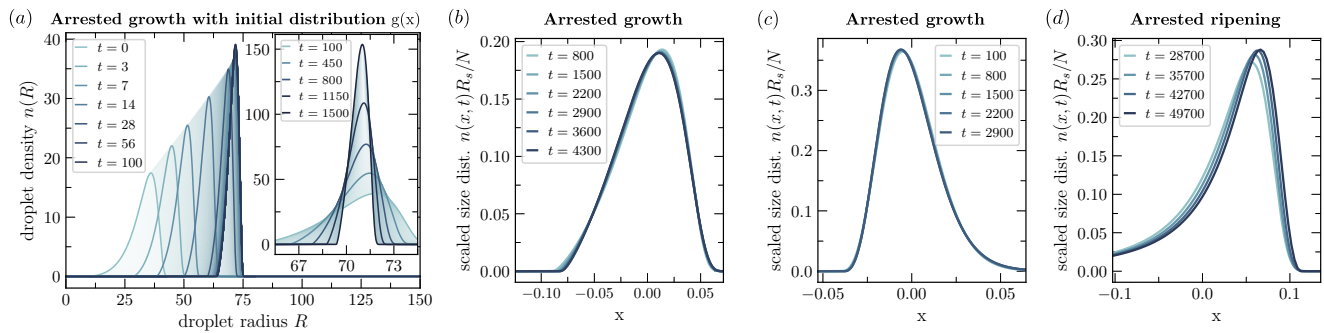 (a) Arrested growth with initial distribution g(x)
droplet density n(R)
40
30
20
10
0
t = 0
t = 3
t = 7
t = 14
t = 28
t = 56
t = 100
0 25 50 75 100 125 150
droplet radius R
150
100
50
0
t = 100
t = 450
t = 800
t = 1150
t = 1500
67 70 73
(b) Arrested growth
scaled size dist. n(x, t)R_s/N
0.20
0.15
0.10
0.05
0.00
t = 800
t = 1500
t = 2200
t = 2900
t = 3600
t = 4300
−0.10 −0.05 0.00 0.05
x
(c) Arrested growth
scaled size dist. n(x, t)R_s/N
0.3
0.2
0.1
0.0
t = 100
t = 800
t = 1500
t = 2200
t = 2900
−0.05 0.00 0.05
x
(d) Arrested ripening
scaled size dist. n(x, t)R_s/N
0.30
0.25
0.20
0.15
0.10
0.05
0.00
t = 28700
t = 35700
t = 42700
t = 49700
−0.1 0.0 0.1
x